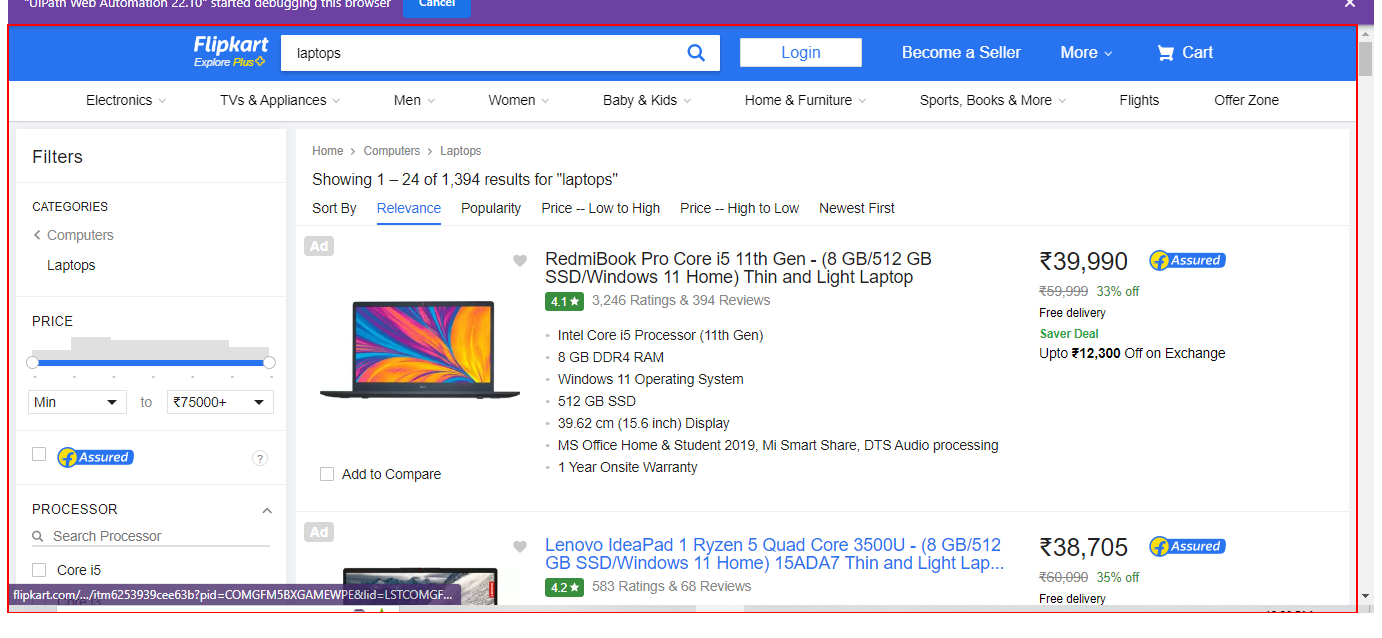 "UiPath Web Automation 22.10" started debugging this browser Cancel
Flipkart
Explore Plus
laptops
Login
Become a Seller
More
Cart
Electronics TVs & Appliances Men Women Baby & Kids Home & Furniture Sports, Books & More Flights Offer Zone
Filters
CATEGORIES
Computers
Laptops
PRICE
Min to ₹75000+
Assured ?
PROCESSOR
Search Processor
Core i5
Home Computers Laptops
Showing 1 – 24 of 1,394 results for "laptops"
Sort By Relevance Popularity Price -- Low to High Price -- High to Low Newest First
Ad
RedmiBook Pro Core i5 11th Gen - (8 GB/512 GB
SSD/Windows 11 Home) Thin and Light Laptop
4.1 3,246 Ratings & 394 Reviews
Intel Core i5 Processor (11th Gen)
8 GB DDR4 RAM
Windows 11 Operating System
512 GB SSD
39.62 cm (15.6 inch) Display
MS Office Home & Student 2019, Mi Smart Share, DTS Audio processing
1 Year Onsite Warranty
Add to Compare
₹39,990 Assured
₹59,999 33% off
Free delivery
Saver Deal
Upto ₹12,300 Off on Exchange
Ad
Lenovo IdeaPad 1 Ryzen 5 Quad Core 3500U - (8 GB/512
GB SSD/Windows 11 Home) 15ADA7 Thin and Light Lap...
4.2 583 Ratings & 68 Reviews
₹38,705 Assured
₹60,090 35% off
Free delivery
flipkart.com/.../itm6253939cee63b?pid=COMGFM5BXGAMEWPE&lid=LSTCOMGF...